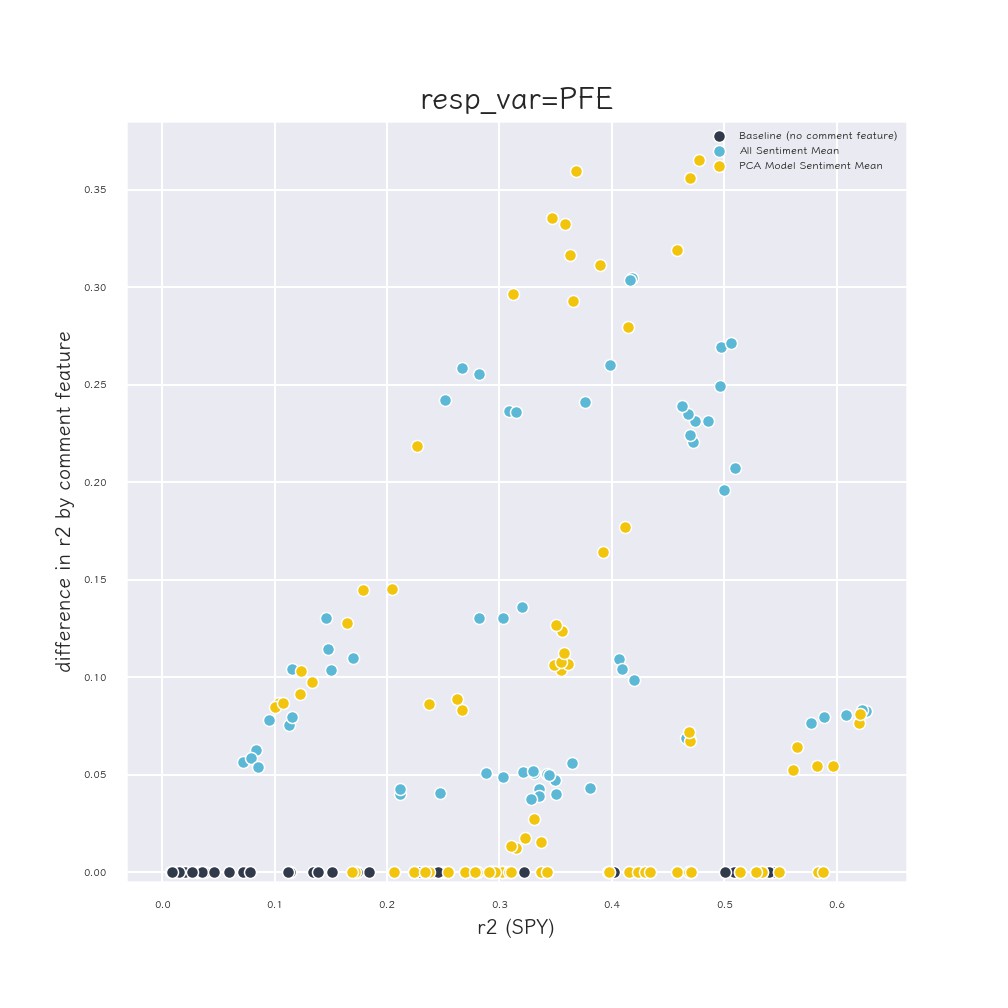 resp_var=PFE
Baseline (no comment feature)
All Sentiment Mean
PCA Model Sentiment Mean
difference in r2 by comment feature
0.35
0.30
0.25
0.20
0.15
0.10
0.05
0.00
0.0 0.1 0.2 0.3 0.4 0.5 0.6
r2 (SPY)